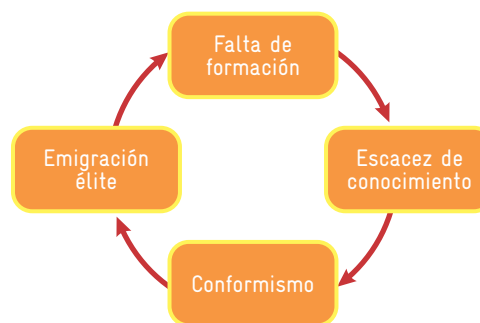 Falta de
formación
Escacez de
conocimiento
Conformismo
Emigración
élite